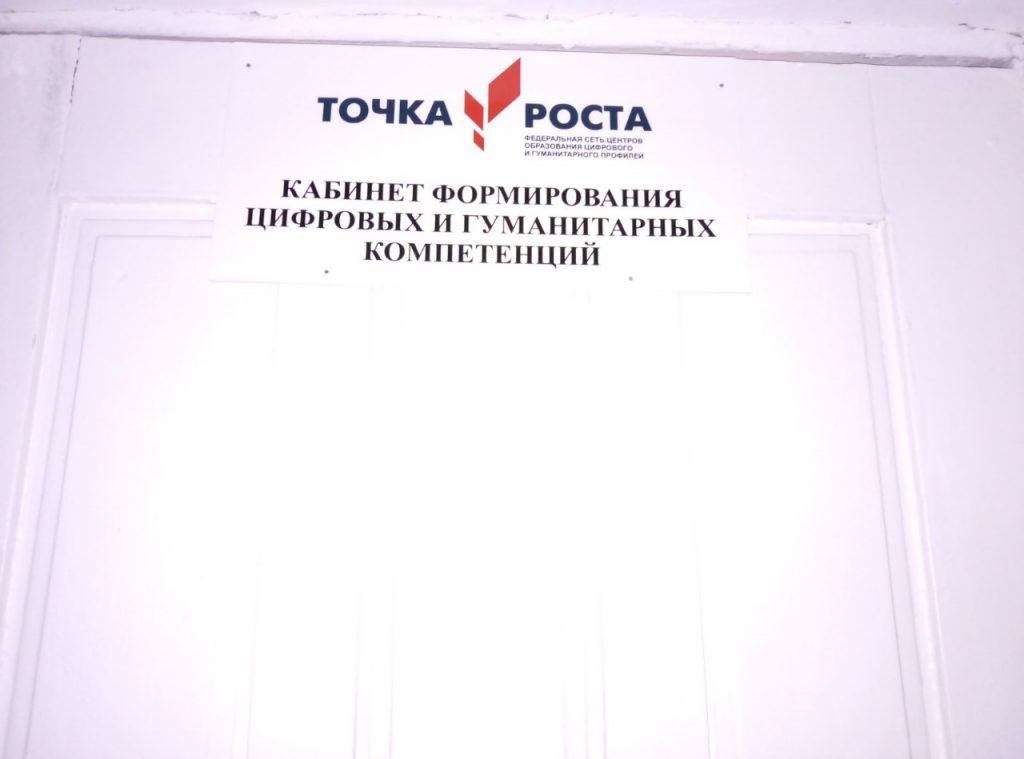 ТОЧКА РОСТА
ФЕДЕРАЛЬНАЯ СЕТЬ ЦЕНТРОВ
ОБРАЗОВАНИЯ ЦИФРОВОГО
И ГУМАНИТАРНОГО ПРОФИЛЕЙ
КАБИНЕТ ФОРМИРОВАНИЯ
ЦИФРОВЫХ И ГУМАНИТАРНЫХ
КОМПЕТЕНЦИЙ